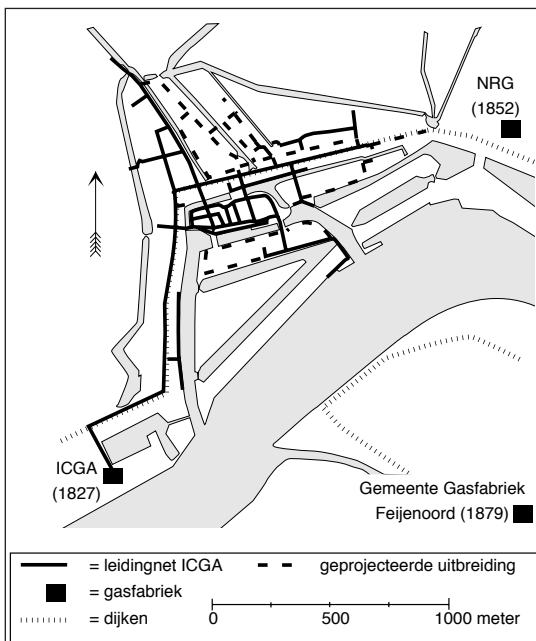 NRG
(1852)
ICGA
(1827)
Gemeente Gasfabriek
Feijenoord (1879)
= leidingnet ICGA
geprojecteerde uitbreiding
= gasfabriek
= dijken
0
500
1000 meter